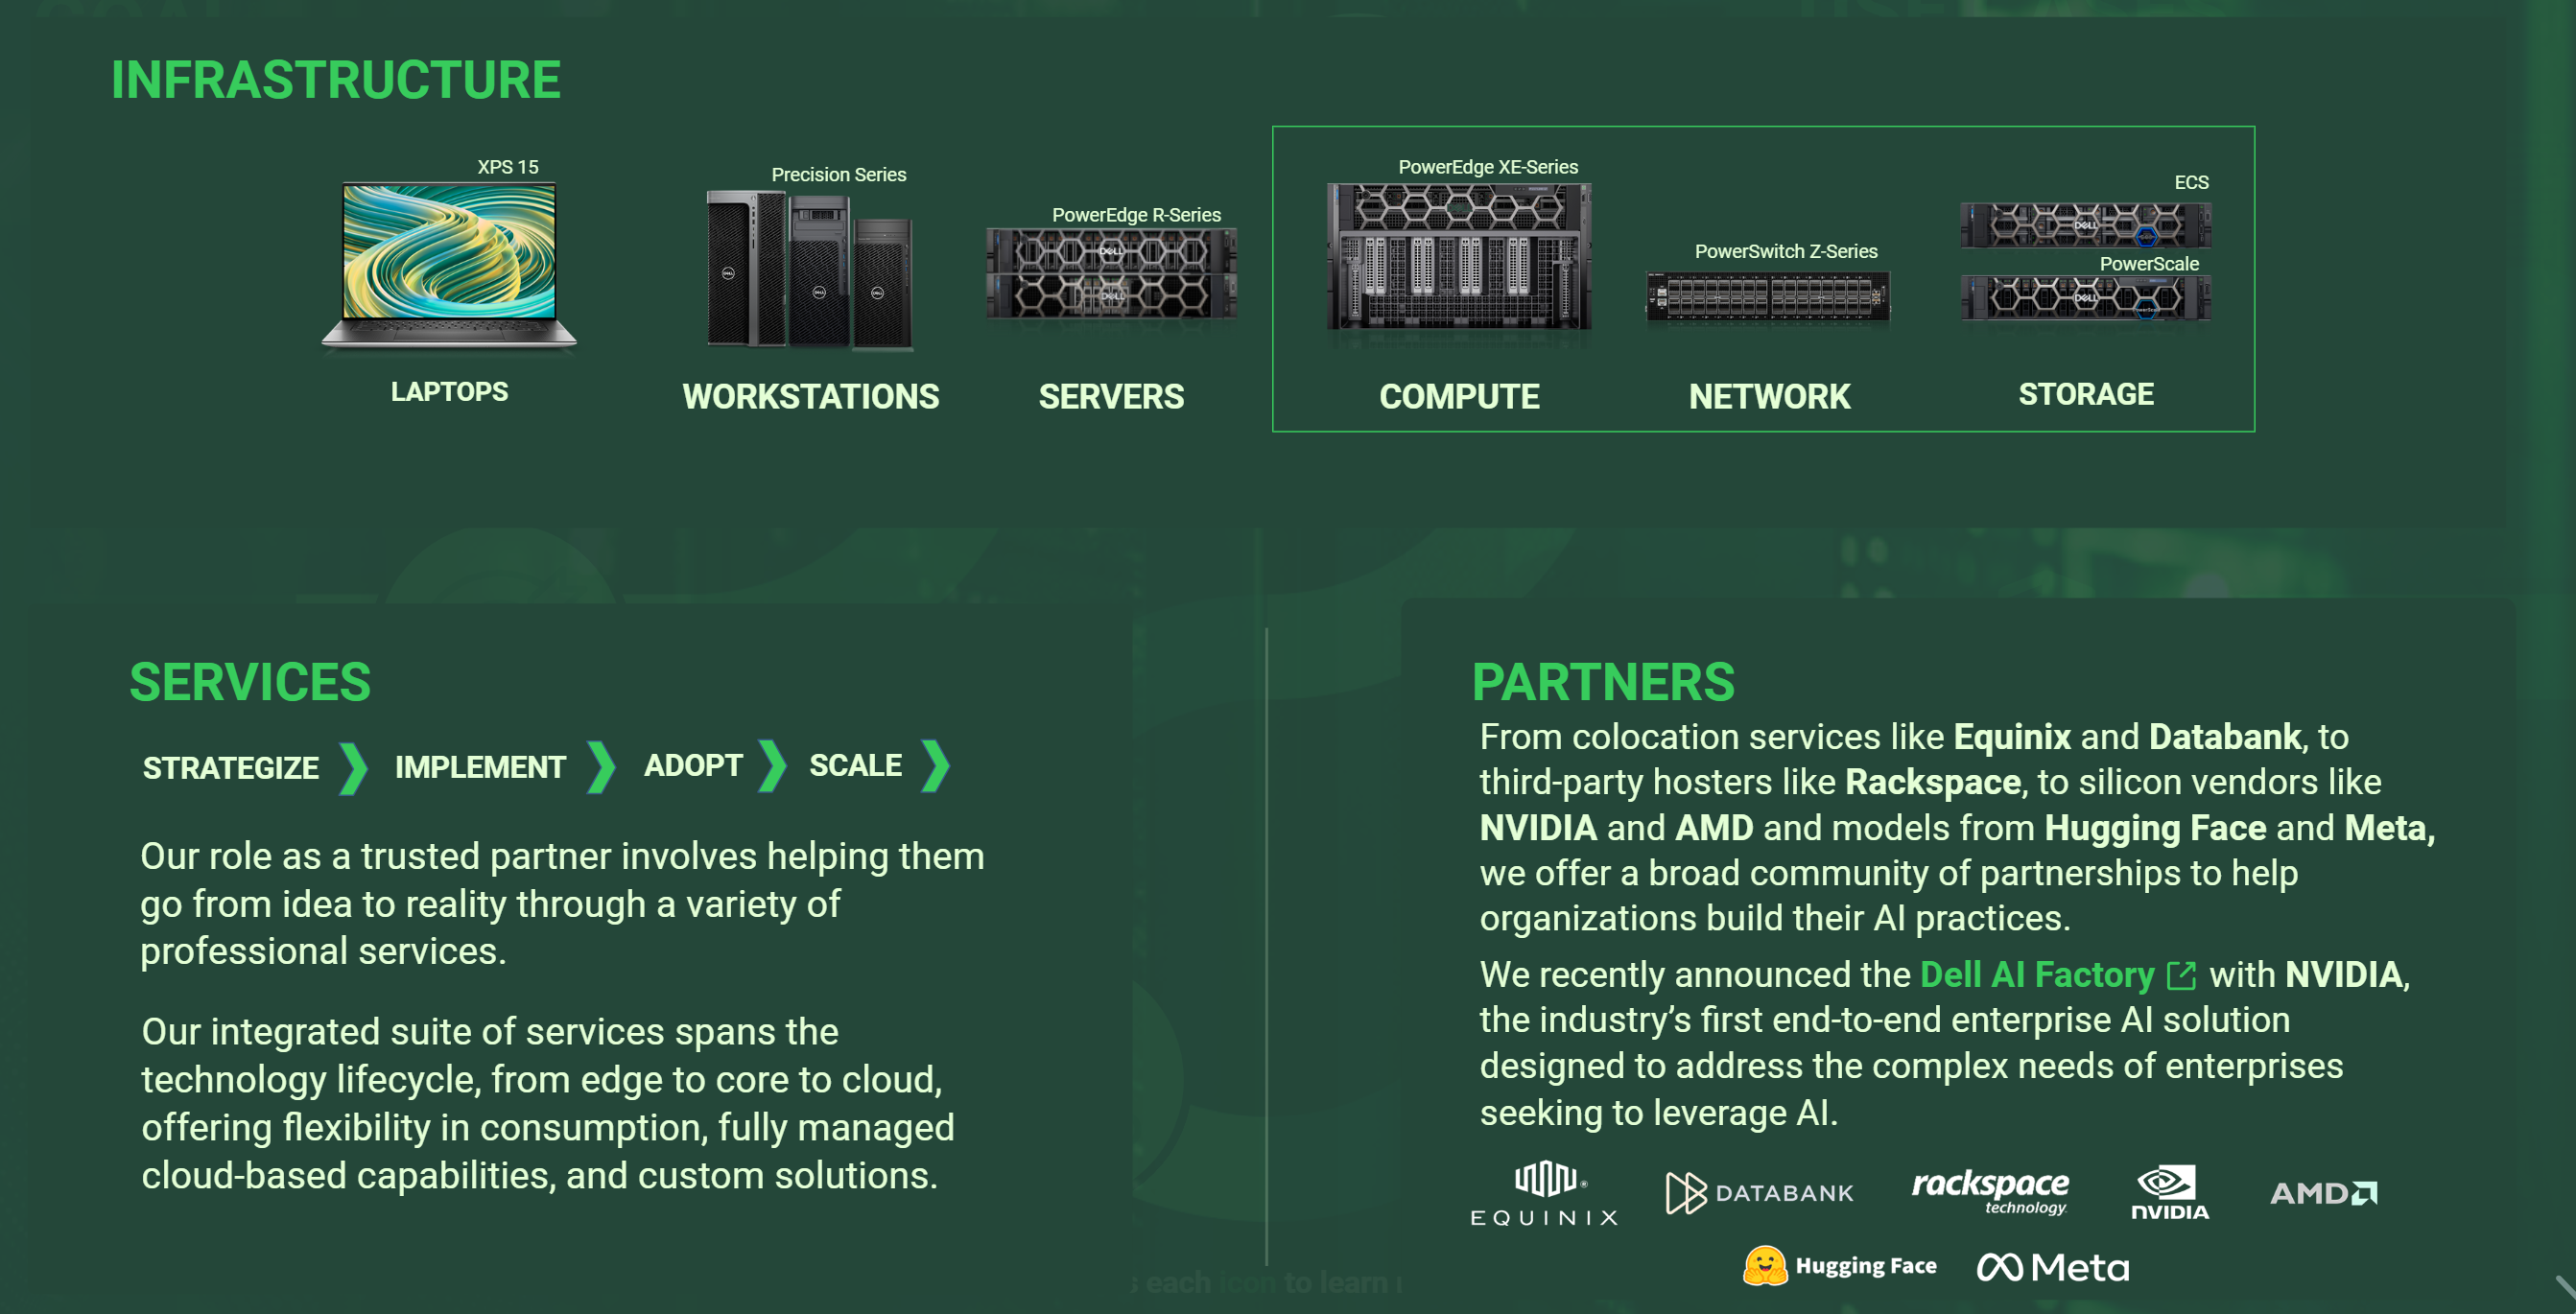 INFRASTRUCTURE
XPS 15
Precision Series
PowerEdge R-Series
PowerEdge XE-Series
PowerSwitch Z-Series
ECS
PowerScale
DELL
DELL
DELL
DELL
LAPTOPS
WORKSTATIONS
SERVERS
COMPUTE
NETWORK
STORAGE
SERVICES
STRATEGIZE
IMPLEMENT
ADOPT
SCALE
Our role as a trusted partner involves helping them
go from idea to reality through a variety of
professional services.
Our integrated suite of services spans the
technology lifecycle, from edge to core to cloud,
offering flexibility in consumption, fully managed
cloud-based capabilities, and custom solutions.
PARTNERS
From colocation services like Equinix and Databank, to
third-party hosters like Rackspace, to silicon vendors like
NVIDIA and AMD and models from Hugging Face and Meta,
we offer a broad community of partnerships to help
organizations build their AI practices.
We recently announced the Dell AI Factory with NVIDIA,
the industry’s first end-to-end enterprise AI solution
designed to address the complex needs of enterprises
seeking to leverage AI.
EQUINIX
DATABANK
rackspace
technology
NVIDIA
AMD
Hugging Face
Meta
each icon to learn